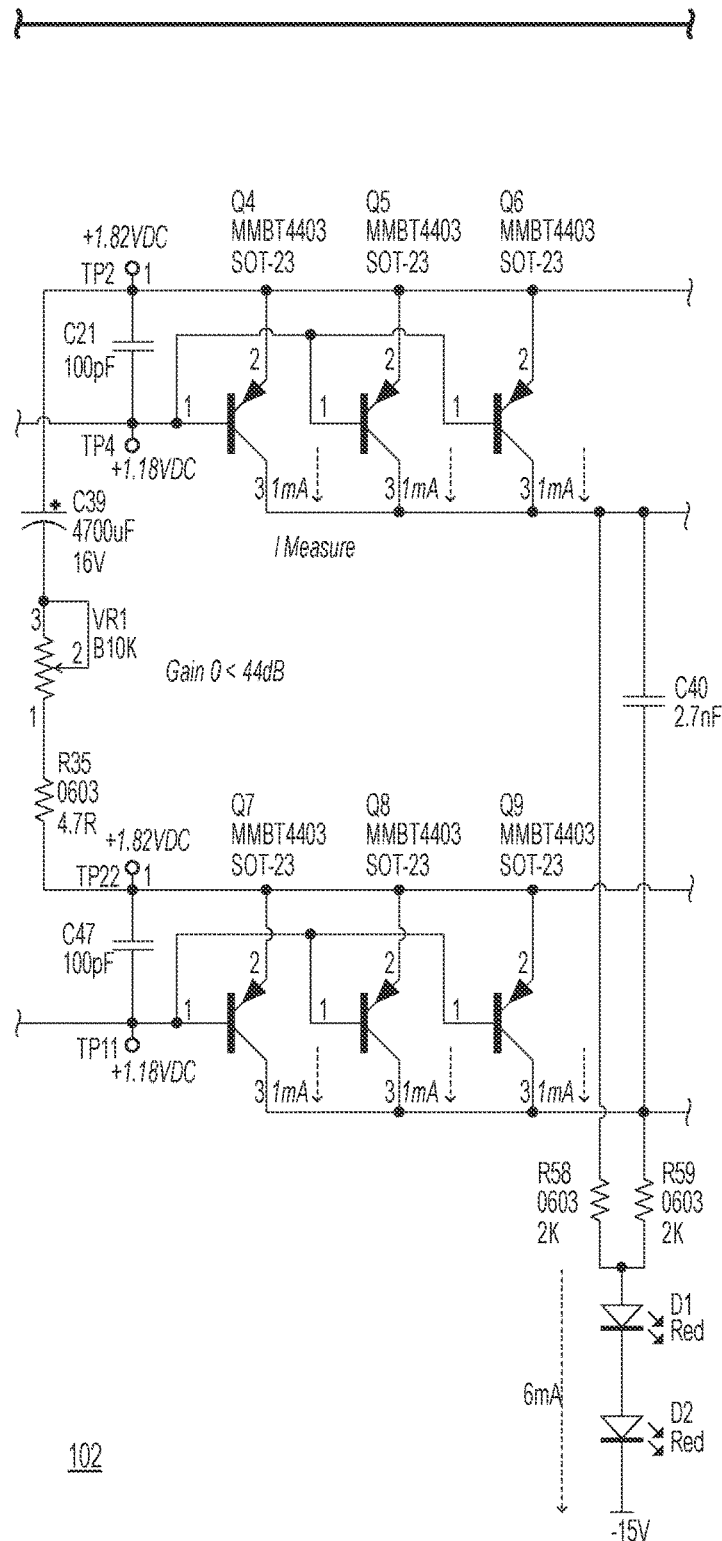 Q4
MMBT4403
SOT-23
Q5
MMBT4403
SOT-23
Q6
MMBT4403
SOT-23
+1.82VDC
TP2 1
C21
100pF
2
2
2
1
1
1
TP4
+1.18VDC
3 1mA
3 1mA
3 1mA
C39
4700uF
16V
+
I Measure
3
VR1
B10K
2
1
Gain 0 < 44dB
C40
2.7nF
R35
0603
4.7R
Q7
MMBT4403
SOT-23
Q8
MMBT4403
SOT-23
Q9
MMBT4403
SOT-23
+1.82VDC
TP22 1
C47
100pF
2
2
2
1
1
1
TP11
+1.18VDC
3 1mA
3 1mA
3 1mA
R58
0603
2K
R59
0603
2K
D1
Red
6mA
D2
Red
102
-15V